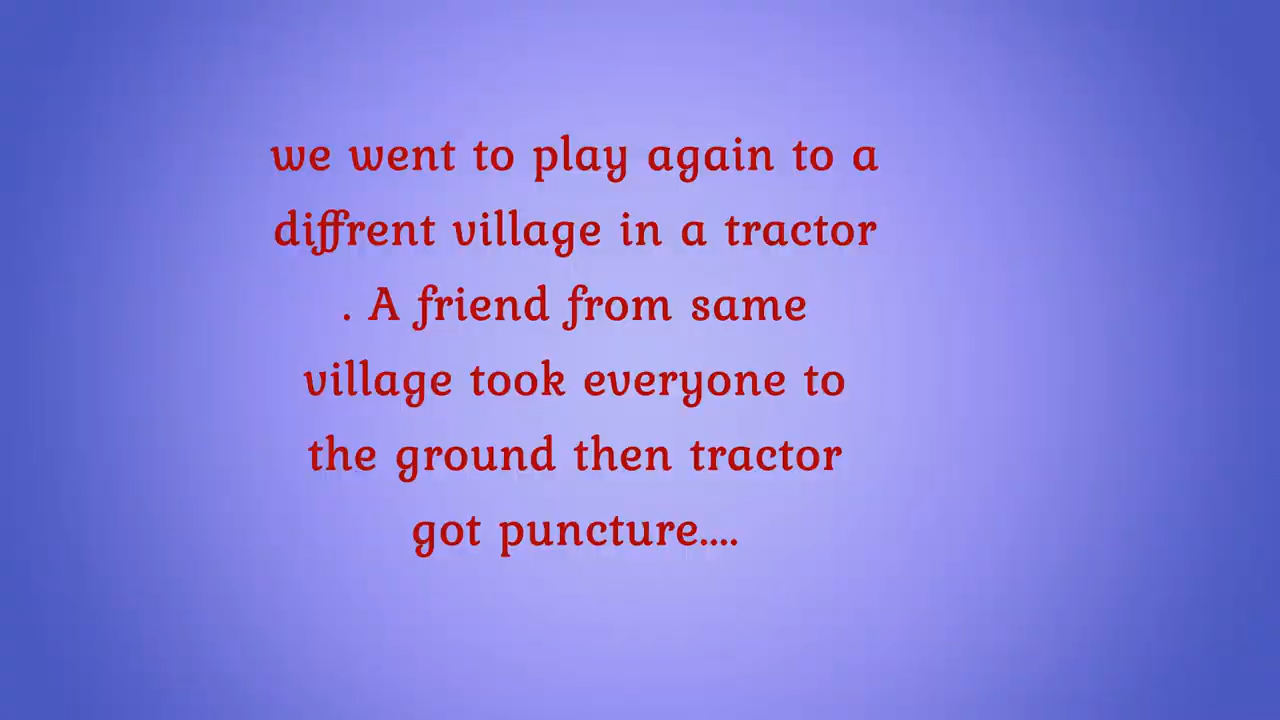 we went to play again to a
diffrent village in a tractor
. A friend from same
village took everyone to
the ground then tractor
got puncture....